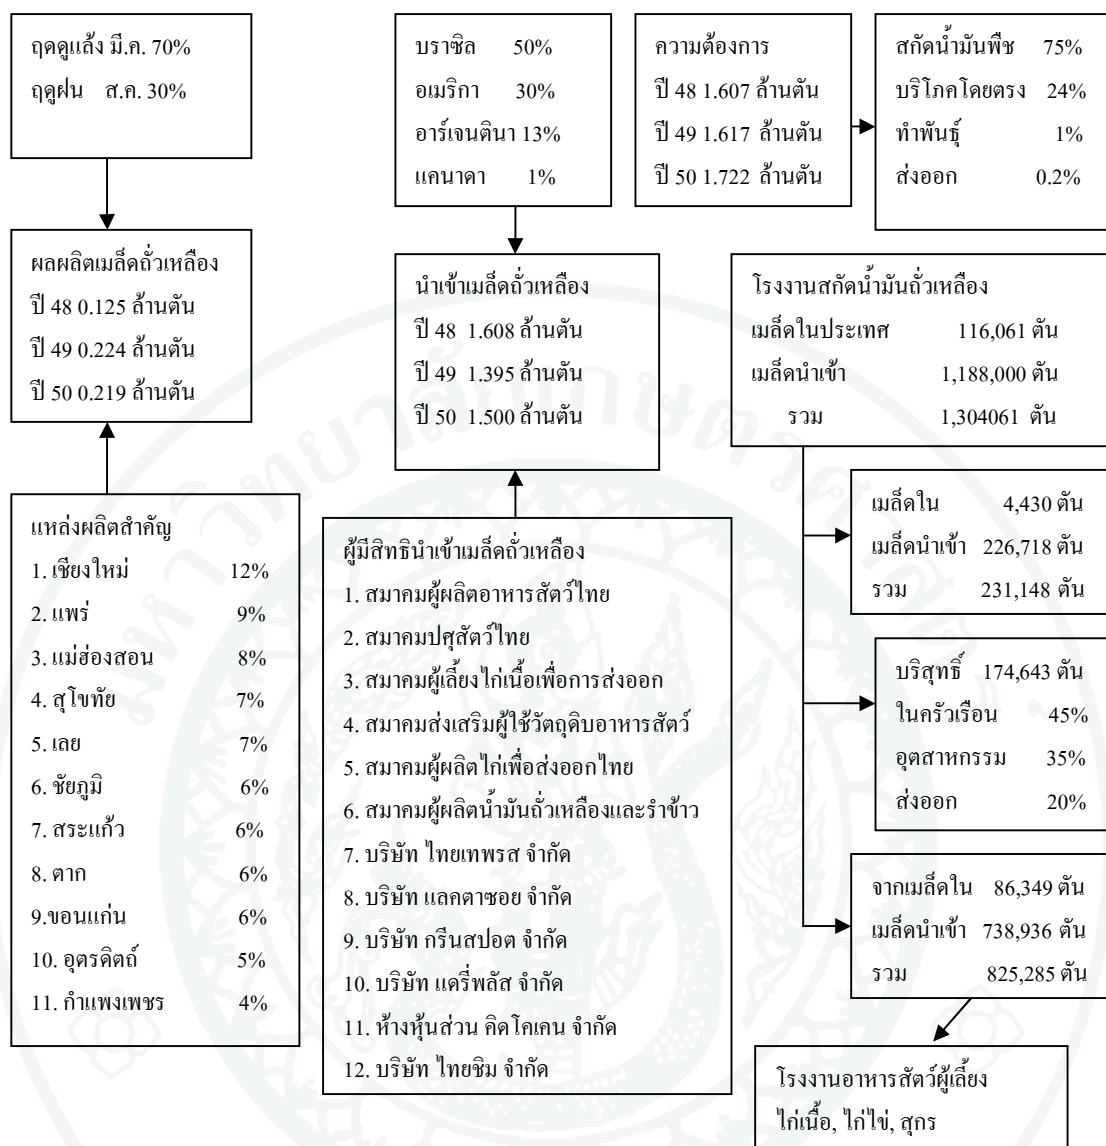 ฤดดูแล้ง มี.ค. 70%
ฤดูฝน ส.ค. 30%
บราซิล 50%
อเมริกา 30%
อาร์เจนตินา 13%
แคนาดา 1%
ความต้องการ
ปี 48 1.607 ล้านตัน
ปี 49 1.617 ล้านตัน
ปี 50 1.722 ล้านตัน
สกัดน้ำมันพืช 75%
บริโภคโดยตรง 24%
ทำพันธุ์ 1%
ส่งออก 0.2%
ผลผลิตเมล็ดถั่วเหลือง
ปี 48 0.125 ล้านตัน
ปี 49 0.224 ล้านตัน
ปี 50 0.219 ล้านตัน
นำเข้าเมล็ดถั่วเหลือง
ปี 48 1.608 ล้านตัน
ปี 49 1.395 ล้านตัน
ปี 50 1.500 ล้านตัน
โรงงานสกัดน้ำมันถั่วเหลือง
เมล็ดในประเทศ 116,061 ตัน
เมล็ดนำเข้า 1,188,000 ตัน
รวม 1,304061 ตัน
แหล่งผลิตสำคัญ
1. เชียงใหม่ 12%
2. แพร่ 9%
3. แม่ฮ่องสอน 8%
4. สุโขทัย 7%
5. เลย 7%
6. ชัยภูมิ 6%
7. สระแก้ว 6%
8. ตาก 6%
9.ขอนแก่น 6%
10. อุตรดิตถ์ 5%
11. กำแพงเพชร 4%
ผู้มีสิทธินำเข้าเมล็ดถั่วเหลือง
1. สมาคมผู้ผลิตอาหารสัตว์ไทย
2. สมาคมปศุสัตว์ไทย
3. สมาคมผู้เลี้ยงไก่เนื้อเพื่อการส่งออก
4. สมาคมส่งเสริมผู้ใช้วัตถุดิบอาหารสัตว์
5. สมาคมผู้ผลิตไก่เพื่อส่งออกไทย
6. สมาคมผู้ผลิตน้ำมันถั่วเหลืองและรำข้าว
7. บริษัท ไทยเทพรส จำกัด
8. บริษัท แลคตาซอย จำกัด
9. บริษัท กรีนสปอต จำกัด
10. บริษัท แดรี่พลัส จำกัด
11. ห้างหุ้นส่วน คิดโคเคน จำกัด
12. บริษัท ไทยชิม จำกัด
เมล็ดใน 4,430 ตัน
เมล็ดนำเข้า 226,718 ตัน
รวม 231,148 ตัน
บริสุทธิ์ 174,643 ตัน
ในครัวเรือน 45%
อุตสาหกรรม 35%
ส่งออก 20%
จากเมล็ดใน 86,349 ตัน
เมล็ดนำเข้า 738,936 ตัน
รวม 825,285 ตัน
โรงงานอาหารสัตว์ผู้เลี้ยง
ไก่เนื้อ, ไก่ไข่, สุกร